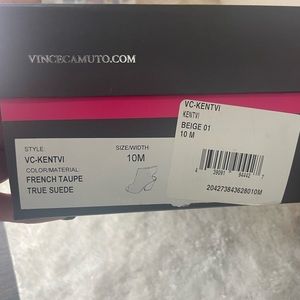 VINCECAMUTO.COM
STYLE:
VC-KENTVI
SIZE/WIDTH
10M
COLOR/MATERIAL
FRENCH TAUPE
TRUE SUEDE
VC-KENTVI
KENTVI
BEIGE 01
10 M
204273843628010M